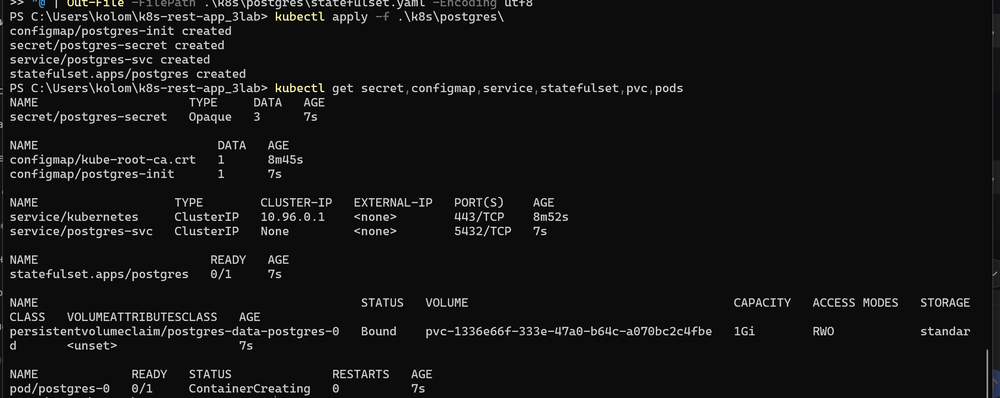 >> "@ | Out-File -FilePath .\k8s\postgres\statefulset.yaml -Encoding utf8
PS C:\Users\kolom\k8s-rest-app_3lab> kubectl apply -f .\k8s\postgres\
configmap/postgres-init created
secret/postgres-secret created
service/postgres-svc created
statefulset.apps/postgres created
PS C:\Users\kolom\k8s-rest-app_3lab> kubectl get secret,configmap,service,statefulset,pvc,pods
NAME                     TYPE     DATA   AGE
secret/postgres-secret   Opaque   3      7s

NAME                         DATA   AGE
configmap/kube-root-ca.crt   1      8m45s
configmap/postgres-init      1      7s

NAME                   TYPE        CLUSTER-IP   EXTERNAL-IP   PORT(S)    AGE
service/kubernetes     ClusterIP   10.96.0.1    <none>        443/TCP    8m52s
service/postgres-svc   ClusterIP   None         <none>        5432/TCP   7s

NAME                        READY   AGE
statefulset.apps/postgres   0/1     7s

NAME                                             STATUS   VOLUME                                     CAPACITY   ACCESS MODES   STORAGE
CLASS   VOLUMEATTRIBUTESCLASS   AGE
persistentvolumeclaim/postgres-data-postgres-0   Bound    pvc-1336e66f-333e-47a0-b64c-a070bc2c4fbe   1Gi        RWO            standar
d       <unset>                 7s

NAME             READY   STATUS              RESTARTS   AGE
pod/postgres-0   0/1     ContainerCreating   0          7s